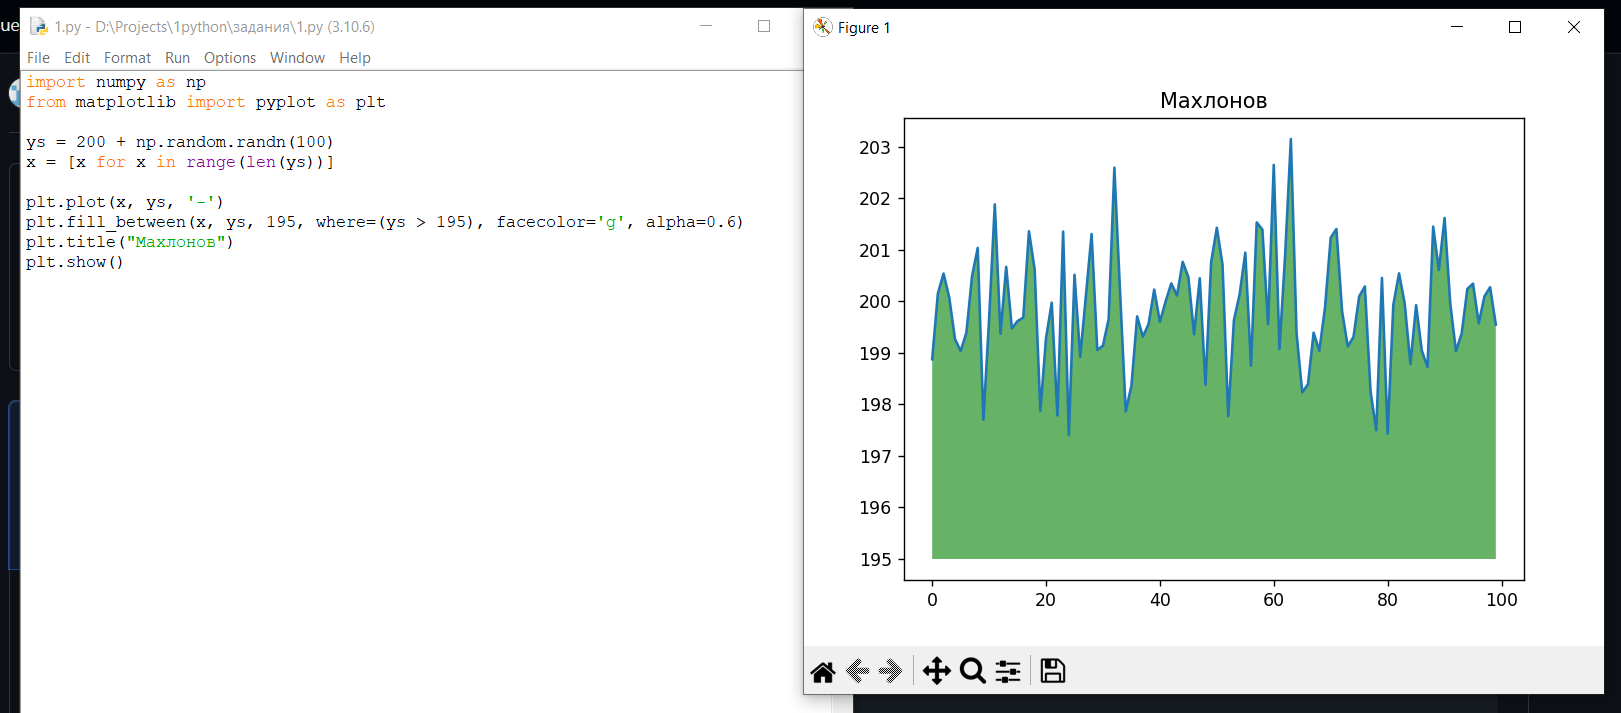 ue
1.py - D:\Projects\1python\задания\1.py (3.10.6)
File Edit Format Run Options Window Help
import numpy as np
from matplotlib import pyplot as plt
ys = 200 + np.random.randn(100)
x = [x for x in range(len(ys))]
plt.plot(x, ys, '-')
plt.fill_between(x, ys, 195, where=(ys > 195), facecolor='g', alpha=0.6)
plt.title("Махлонов")
plt.show()
Figure 1
Махлонов
203
202
201
200
199
198
197
196
195
0 20 40 60 80 100